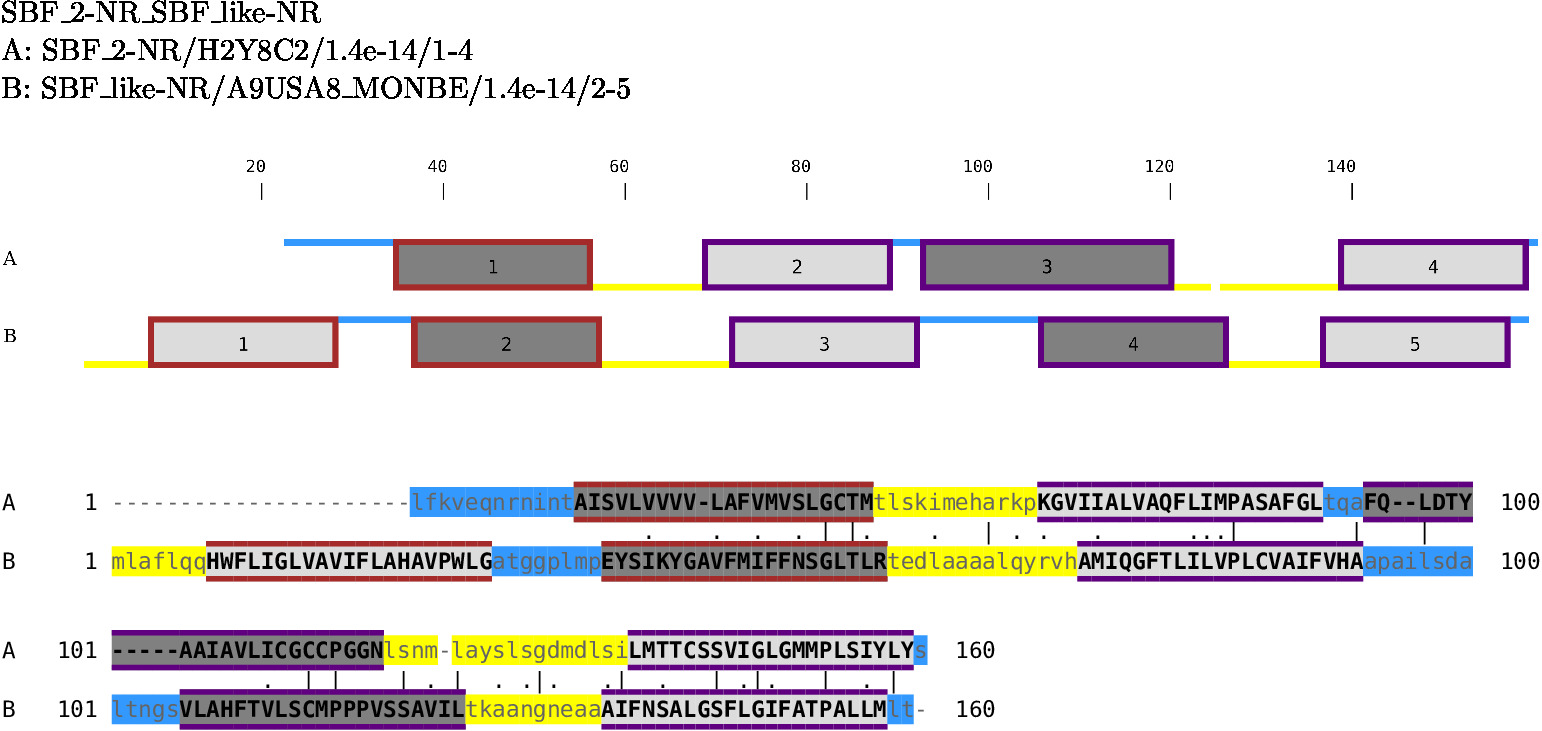 SBF_2-NR_SBF_like-NR
A: SBF_2-NR/H2Y8C2/1.4e-14/1-4
B: SBF_like-NR/A9USA8_MONBE/1.4e-14/2-5
20 40 60 80 100 120 140
A 1 2 3 4
B 1 2 3 4 5
A 1 ----------------------lfkveqnrnintAISVLVVVV-LAFVMVSLGCTMtlskimeharkpKGVIIALVAQFLIMPASAFGLtqaFQ--LDTY 100
B 1 mlaflqqHWFLIGLVAVIFLAHAVPWLGatggplmpEYSIKYGAVFMIFFNSGLTLRtedlaaaalqyrvhAMIQGFTLILVPLCVAIFVHAapailsda 100
A 101 -----AAIAVLICGCCPGGNlsnm-layslsgdmdlsiLMTTCSSVIGLGMMPLSIYLYs 160
B 101 ltngsVLAHFTVLSCMPPPVSSAVILtkaangneaaAIFNSALGSFLGIFATPALLMlt- 160